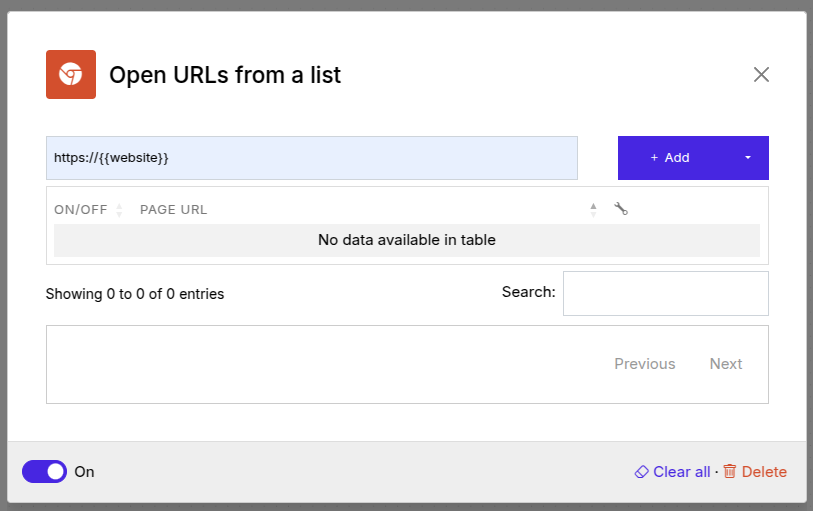 Open URLs from a list
https://{{website}}
+ Add
ON/OFF PAGE URL
No data available in table
Showing 0 to 0 of 0 entries
Search:
Previous Next
On
Clear all · Delete